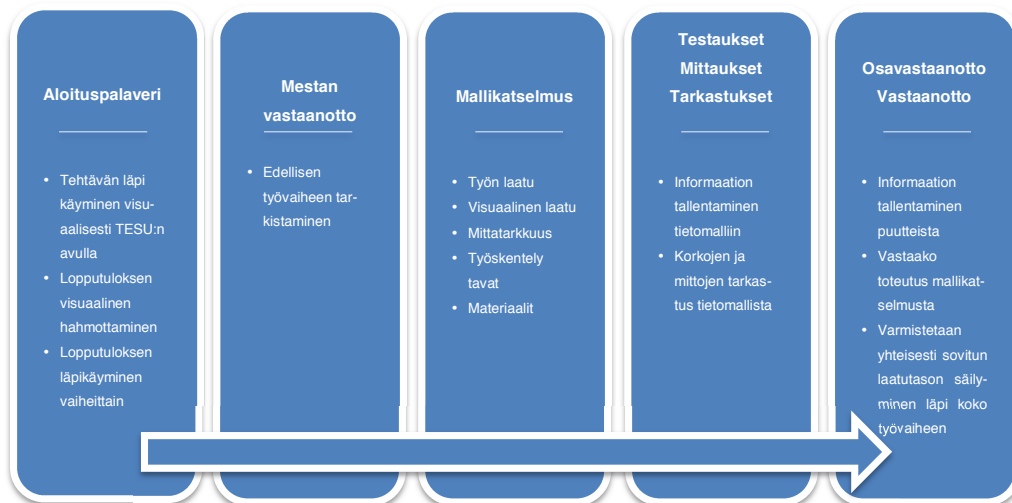 Aloituspalaveri
• Tehtävän läpi
käyminen visu-
aalisesti TESU:n
avulla
• Lopputuloksen
visuaalinen
hahmottaminen
• Lopputuloksen
läpikäyminen
vaiheittain
Mestan
vastaanotto
• Edellisen
työvaiheen tar-
kistaminen
Mallikatselmus
• Työn laatu
• Visuaalinen laatu
• Mittatarkkuus
• Työskentely
tavat
• Materiaalit
Testaukset
Mittaukset
Tarkastukset
• Informaation
tallentaminen
tietomalliin
• Korkojen ja
mittojen tarkas-
tus tietomallista
Osavastaanotto
Vastaanotto
• Informaation
tallentaminen
puutteista
• Vastaako
toteutus mallikat-
selmusta
• Varmistetaan
yhteisesti sovitun
laatutason säily-
minen läpi koko
työvaiheen